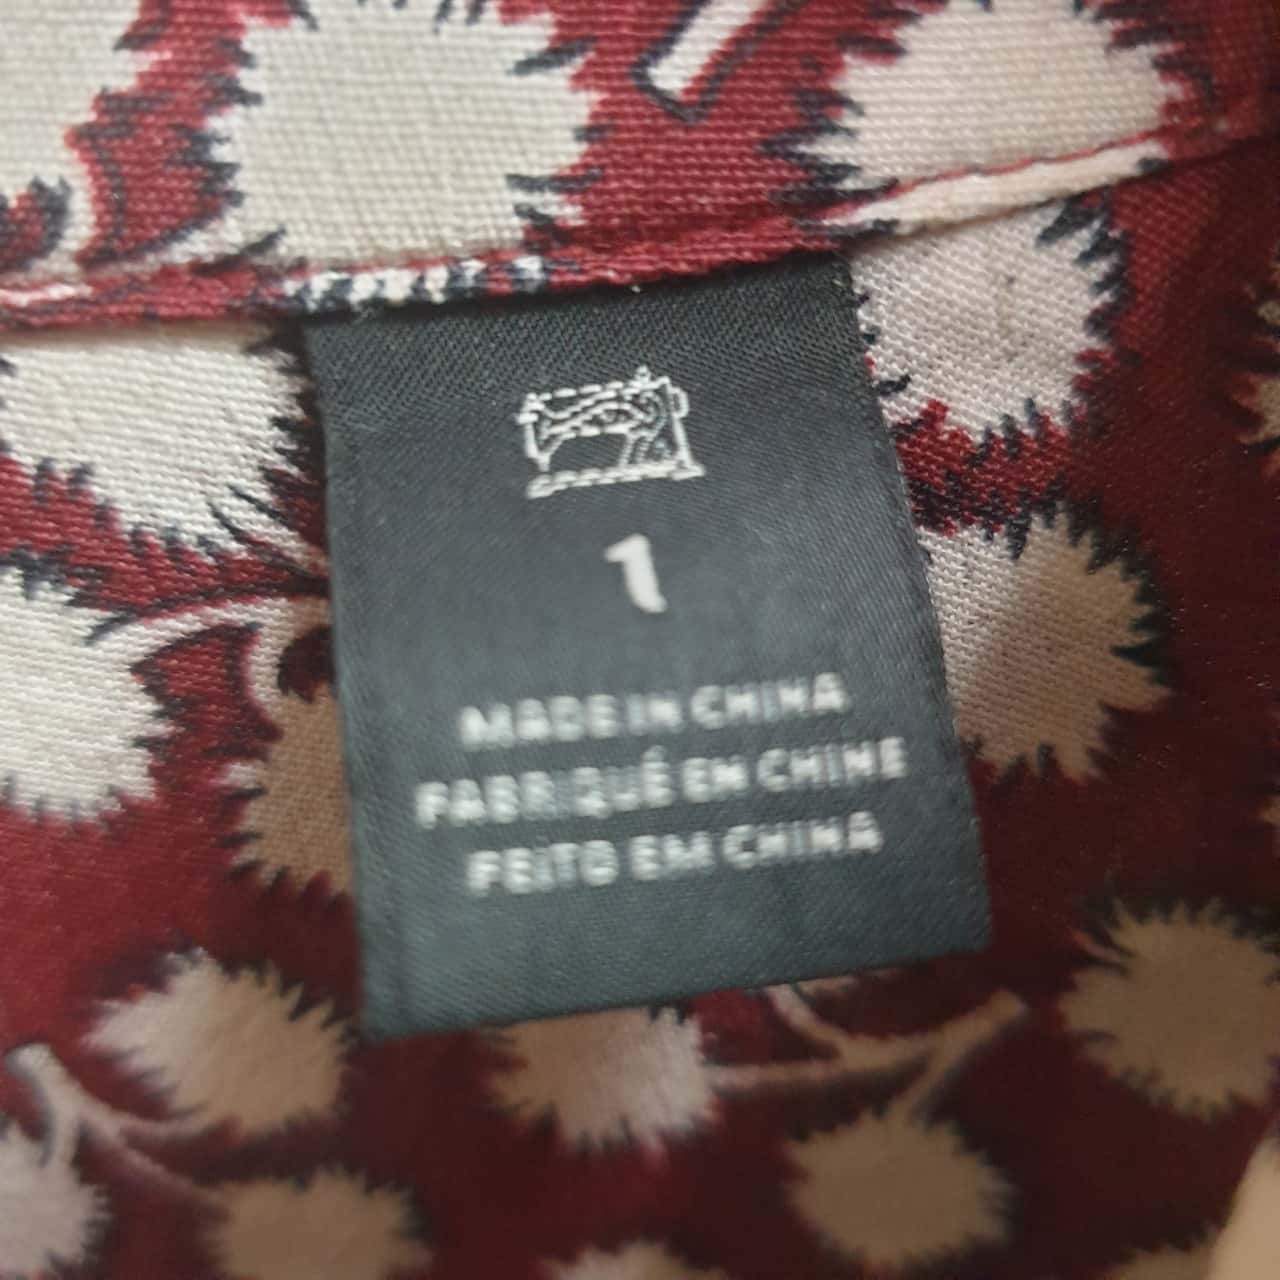 1
MADE IN CHINA
FABRIQUÉ EN CHINE
FEITO EM CHINA